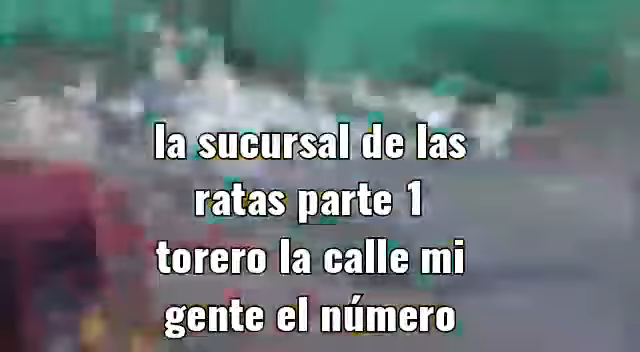 la sucursal de las
ratas parte 1
torero la calle mi
gente el número